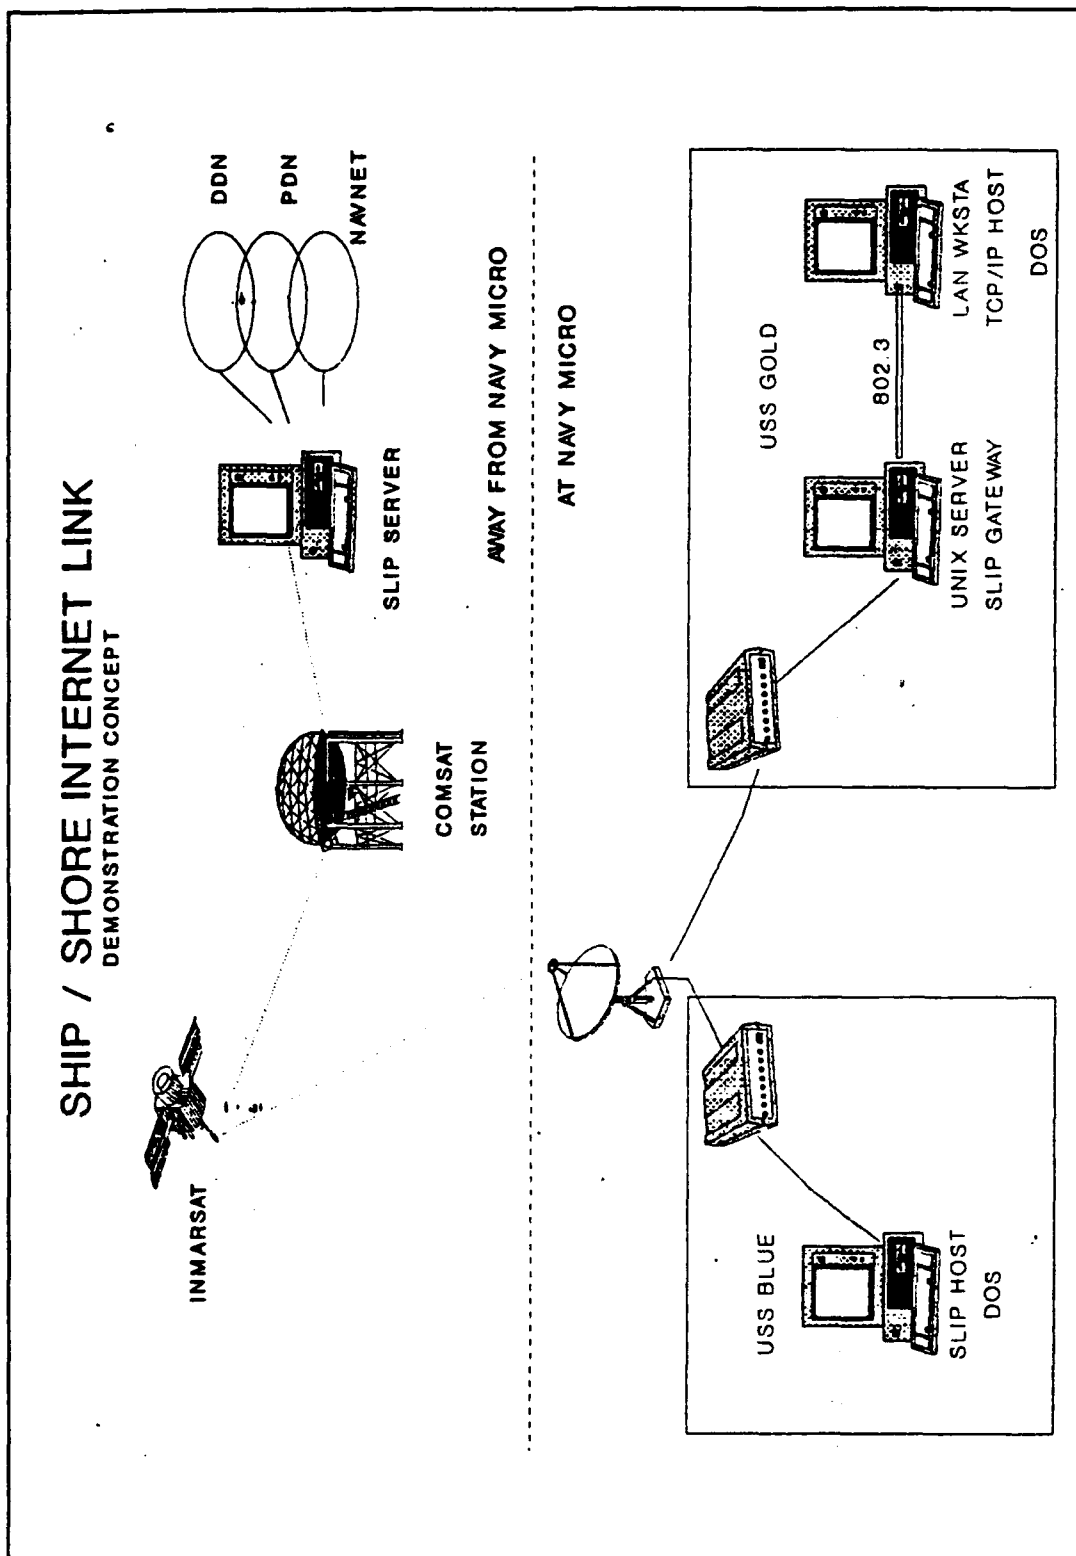 SHIP / SHORE INTERNET LINK
DEMONSTRATION CONCEPT
INMARSAT
COMSAT
STATION
SLIP SERVER
DDN
PDN
NAVNET
AWAY FROM NAVY MICRO
AT NAVY MICRO
USS BLUE
SLIP HOST
DOS
USS GOLD
802.3
UNIX SERVER
SLIP GATEWAY
LAN WKSTA
TCP/IP HOST
DOS